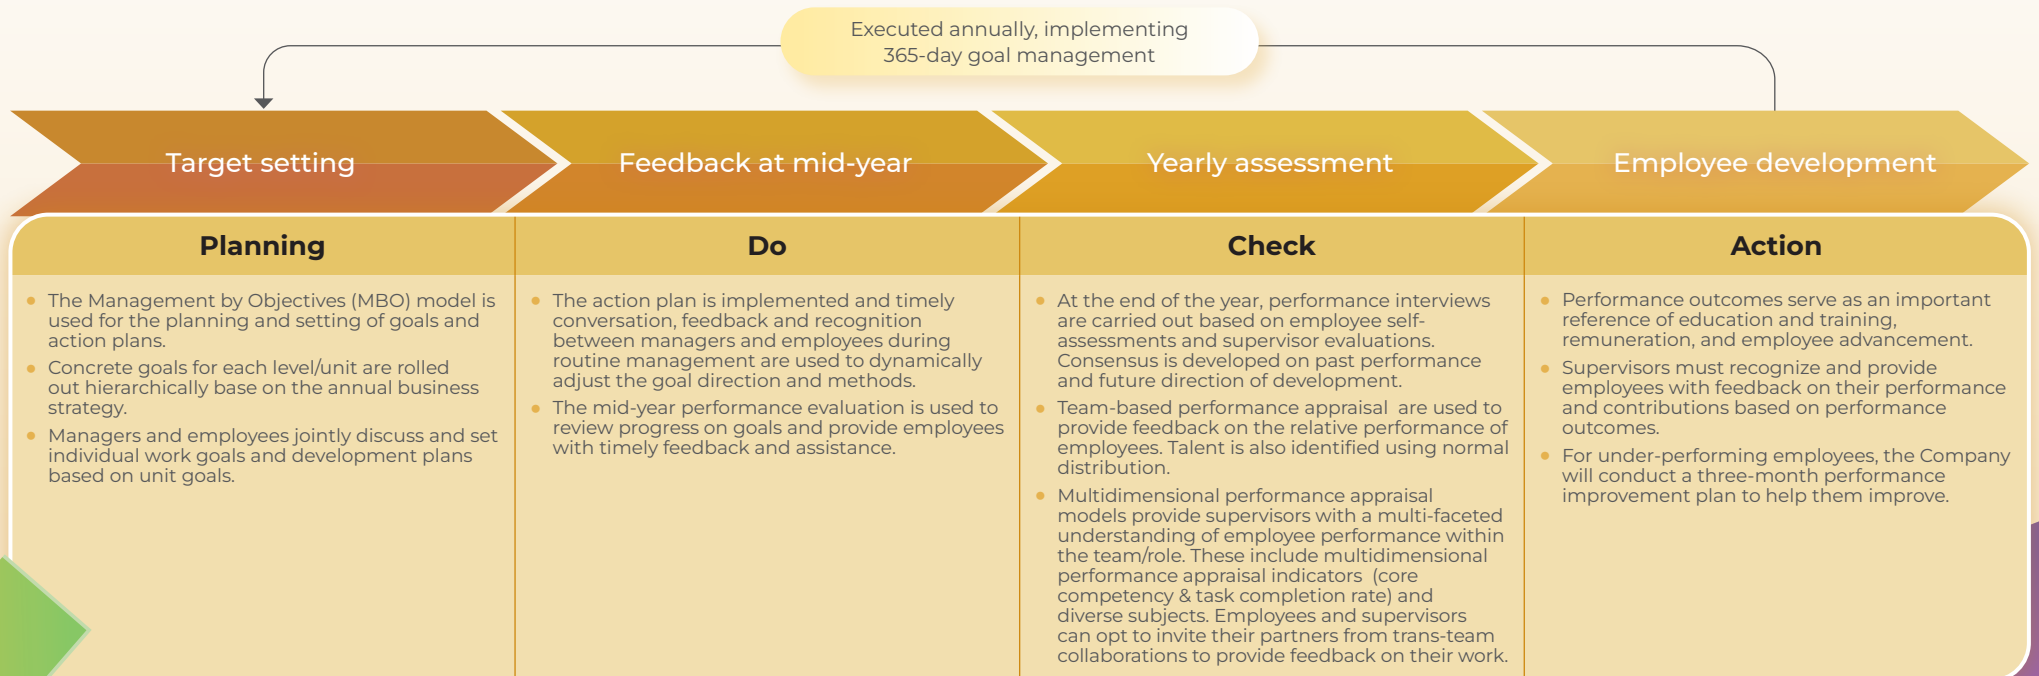 Executed annually, implementing
365-day goal management
Target setting
Feedback at mid-year
Yearly assessment
Employee development
Planning
Do
Check
Action
• The Management by Objectives (MBO) model is
used for the planning and setting of goals and
action plans.
• Concrete goals for each level/unit are rolled
out hierarchically base on the annual business
strategy.
• Managers and employees jointly discuss and set
individual work goals and development plans
based on unit goals.
• The action plan is implemented and timely
conversation, feedback and recognition
between managers and employees during
routine management are used to dynamically
adjust the goal direction and methods.
• The mid-year performance evaluation is used to
review progress on goals and provide employees
with timely feedback and assistance.
• At the end of the year, performance interviews
are carried out based on employee self-
assessments and supervisor evaluations.
Consensus is developed on past performance
and future direction of development.
• Team-based performance appraisal are used to
provide feedback on the relative performance of
employees. Talent is also identified using normal
distribution.
• Multidimensional performance appraisal
models provide supervisors with a multi-faceted
understanding of employee performance within
the team/role. These include multidimensional
performance appraisal indicators (core
competency & task completion rate) and
diverse subjects. Employees and supervisors
can opt to invite their partners from trans-team
collaborations to provide feedback on their work.
• Performance outcomes serve as an important
reference of education and training,
remuneration, and employee advancement.
• Supervisors must recognize and provide
employees with feedback on their performance
and contributions based on performance
outcomes.
• For under-performing employees, the Company
will conduct a three-month performance
improvement plan to help them improve.